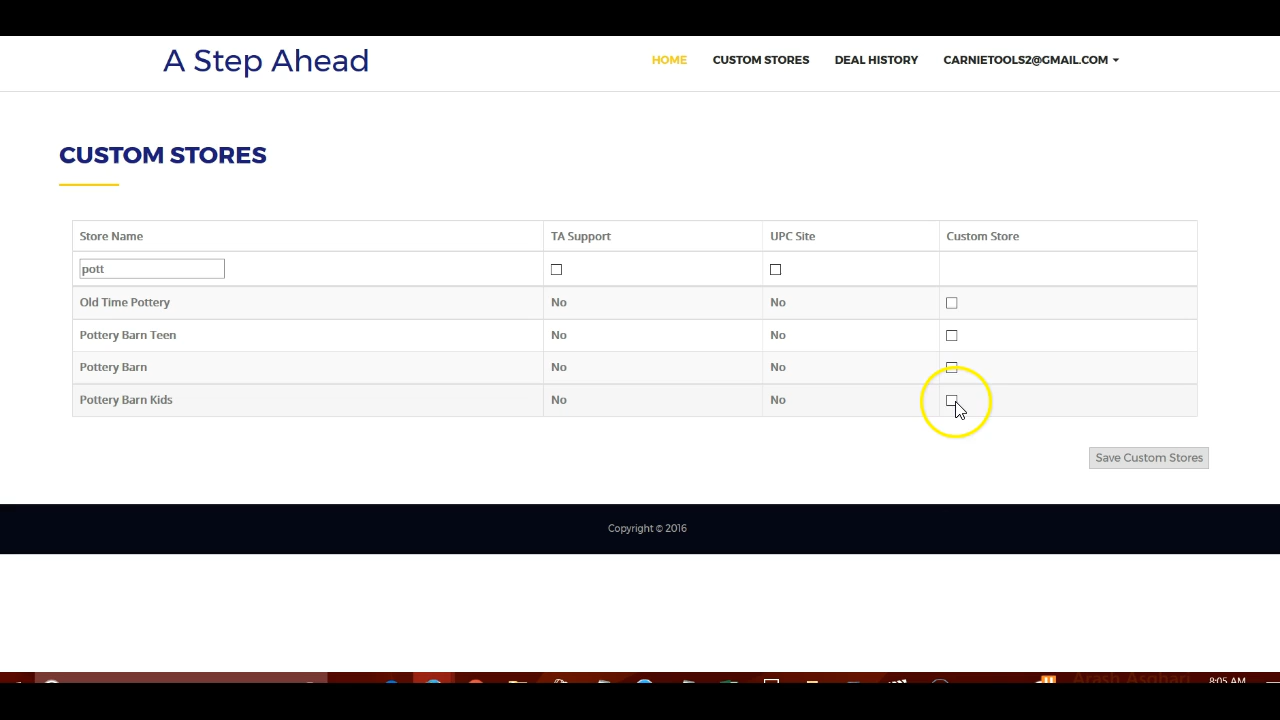 A Step Ahead
HOME CUSTOM STORES DEAL HISTORY CARNIETOOLS2@GMAIL.COM
CUSTOM STORES
Store Name TA Support UPC Site Custom Store
pott
Old Time Pottery No No
Pottery Barn Teen No No
Pottery Barn No No
Pottery Barn Kids No No
Save Custom Stores
Copyright © 2016
Arash Asghari
8:05 AM